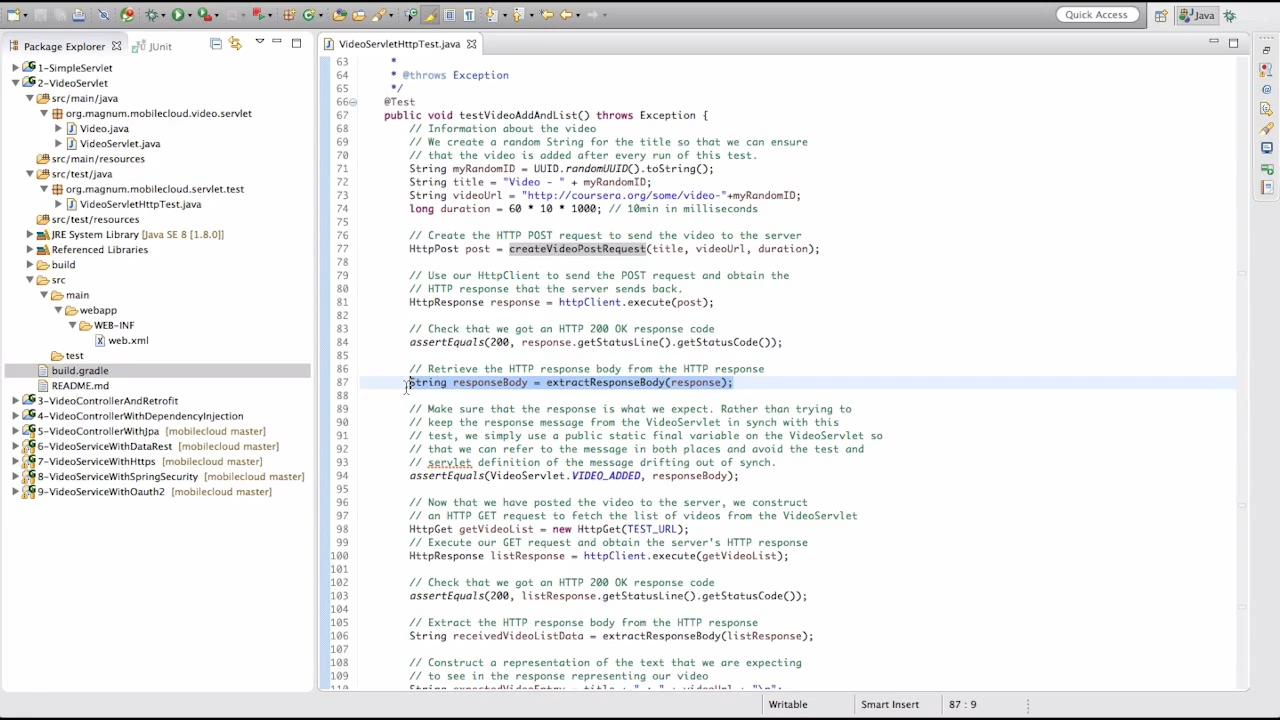 Quick Access
Java
Package Explorer
JUnit
1-SimpleServlet
2-VideoServlet
src/main/java
org.magnum.mobilecloud.video.servlet
Video.java
VideoServlet.java
src/main/resources
src/test/java
org.magnum.mobilecloud.servlet.test
VideoServletHttpTest.java
src/test/resources
JRE System Library [Java SE 8 [1.8.0]]
Referenced Libraries
build
src
main
webapp
WEB-INF
web.xml
test
build.gradle
README.md
3-VideoControllerAndRetrofit
4-VideoControllerWithDependencyInjection
5-VideoControllerWithJpa [mobilecloud master]
6-VideoServiceWithDataRest [mobilecloud master]
7-VideoServiceWithHttps [mobilecloud master]
8-VideoServiceWithSpringSecurity [mobilecloud master]
9-VideoServiceWithOauth2 [mobilecloud master]
VideoServletHttpTest.java
63 *
64 * @throws Exception
65 */
66 @Test
67 public void testVideoAddAndList() throws Exception {
68 // Information about the video
69 // We create a random String for the title so that we can ensure
70 // that the video is added after every run of this test.
71 String myRandomID = UUID.randomUUID().toString();
72 String title = "Video - " + myRandomID;
73 String videoUrl = "http://coursera.org/some/video-"+myRandomID;
74 long duration = 60 * 10 * 1000; // 10min in milliseconds
75
76 // Create the HTTP POST request to send the video to the server
77 HttpPost post = createVideoPostRequest(title, videoUrl, duration);
78
79 // Use our HttpClient to send the POST request and obtain the
80 // HTTP response that the server sends back.
81 HttpResponse response = httpClient.execute(post);
82
83 // Check that we got an HTTP 200 OK response code
84 assertEquals(200, response.getStatusLine().getStatusCode());
85
86 // Retrieve the HTTP response body from the HTTP response
87 String responseBody = extractResponseBody(response);
88
89 // Make sure that the response is what we expect. Rather than trying to
90 // keep the response message from the VideoServlet in synch with this
91 // test, we simply use a public static final variable on the VideoServlet so
92 // that we can refer to the message in both places and avoid the test and
93 // servlet definition of the message drifting out of synch.
94 assertEquals(VideoServlet.VIDEO_ADDED, responseBody);
95
96 // Now that we have posted the video to the server, we construct
97 // an HTTP GET request to fetch the list of videos from the VideoServlet
98 HttpGet getVideoList = new HttpGet(TEST_URL);
99 // Execute our GET request and obtain the server's HTTP response
100 HttpResponse listResponse = httpClient.execute(getVideoList);
101
102 // Check that we got an HTTP 200 OK response code
103 assertEquals(200, listResponse.getStatusLine().getStatusCode());
104
105 // Extract the HTTP response body from the HTTP response
106 String receivedVideoListData = extractResponseBody(listResponse);
107
108 // Construct a representation of the text that we are expecting
109 // to see in the response representing our video
110 String expectedVideoEntry = title + " : " + videoUrl + "\n";
Writable
Smart Insert
87 : 9